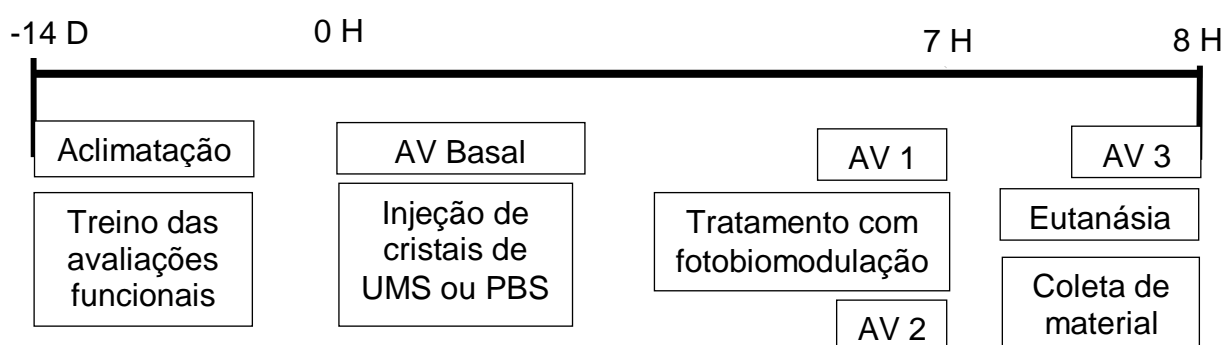 -14 D
0 H
7 H
8 H
Aclimatação
Treino das
avaliações
funcionais
AV Basal
Injeção de
cristais de
UMS ou PBS
AV 1
Tratamento com
fotobiomodulação
AV 2
AV 3
Eutanásia
Coleta de
material